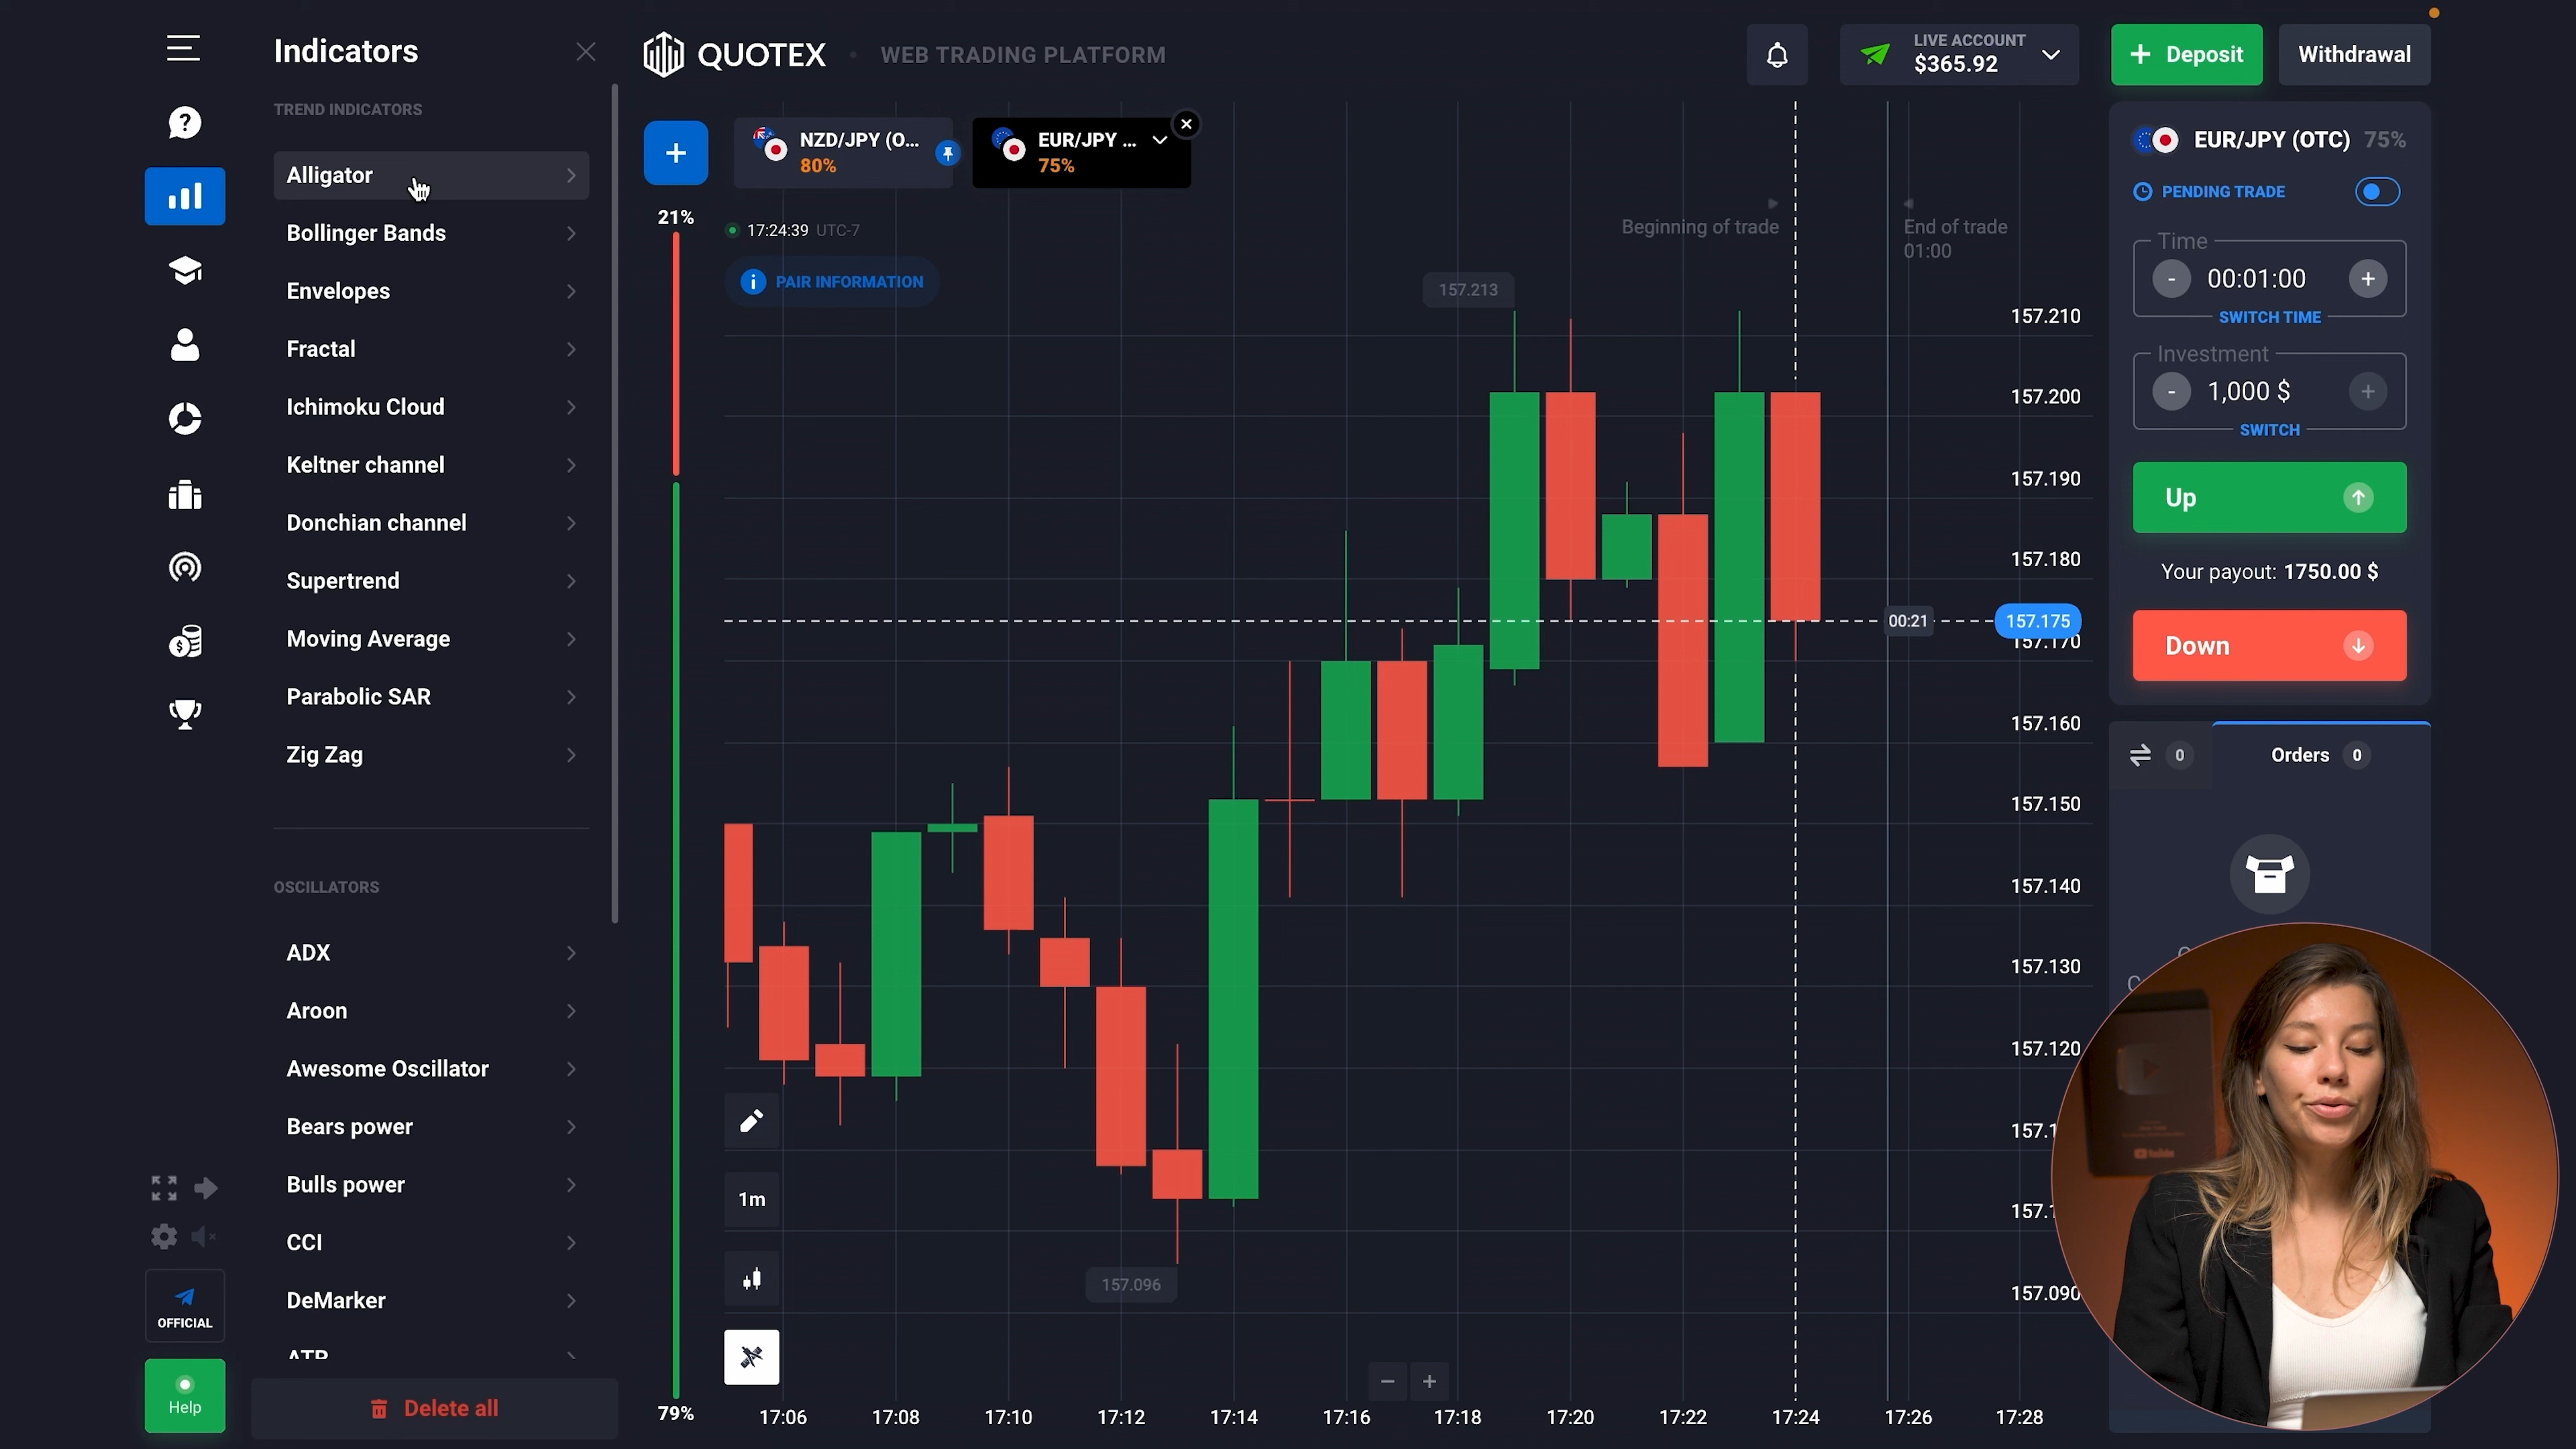 Indicators
TREND INDICATORS
Alligator
Bollinger Bands
Envelopes
Fractal
Ichimoku Cloud
Keltner channel
Donchian channel
Supertrend
Moving Average
Parabolic SAR
Zig Zag
OSCILLATORS
ADX
Aroon
Awesome Oscillator
Bears power
Bulls power
CCI
DeMarker
ATR
Delete all
OFFICIAL
Help
QUOTEX
WEB TRADING PLATFORM
LIVE ACCOUNT
$365.92
+ Deposit
Withdrawal
NZD/JPY (O...
80%
EUR/JPY ...
75%
21%
17:24:39 UTC-7
PAIR INFORMATION
Beginning of trade
End of trade
01:00
157.213
157.210
157.200
157.190
157.180
00:21
157.175
157.170
157.160
157.150
157.140
157.130
157.120
157.090
157.096
1m
79%
17:06
17:08
17:10
17:12
17:14
17:16
17:18
17:20
17:22
17:24
17:26
17:28
EUR/JPY (OTC) 75%
PENDING TRADE
Time
- 00:01:00 +
SWITCH TIME
Investment
- 1,000 $ +
SWITCH
Up
Your payout: 1750.00 $
Down
0
Orders 0